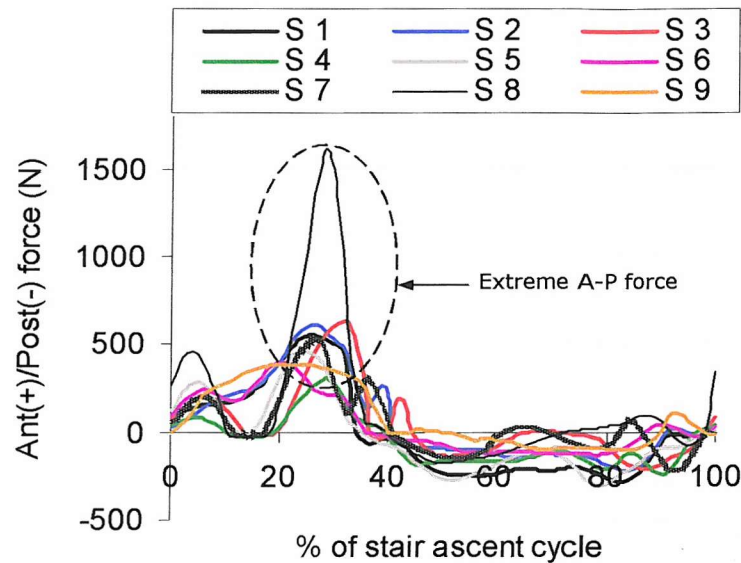 S 1 S 2 S 3
S 4 S 5 S 6
S 7 S 8 S 9
Ant(+)/Post(-) force (N)
1500
1000
Extreme A-P force
500
0
0 20 40 60 80 100
-500
% of stair ascent cycle